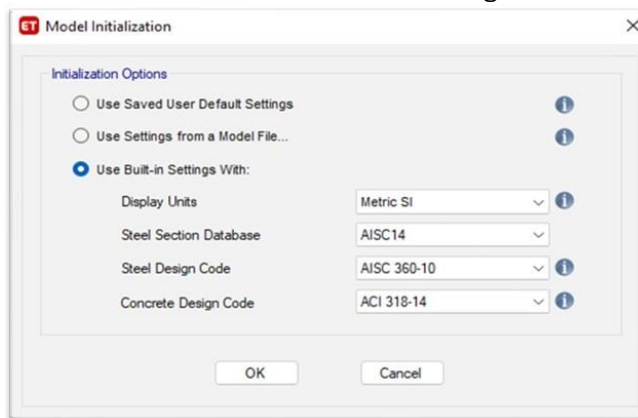 ET Model Initialization
Initialization Options
Use Saved User Default Settings
Use Settings from a Model File...
Use Built-in Settings With:
Display Units Metric SI
Steel Section Database AISC14
Steel Design Code AISC 360-10
Concrete Design Code ACI 318-14
OK Cancel